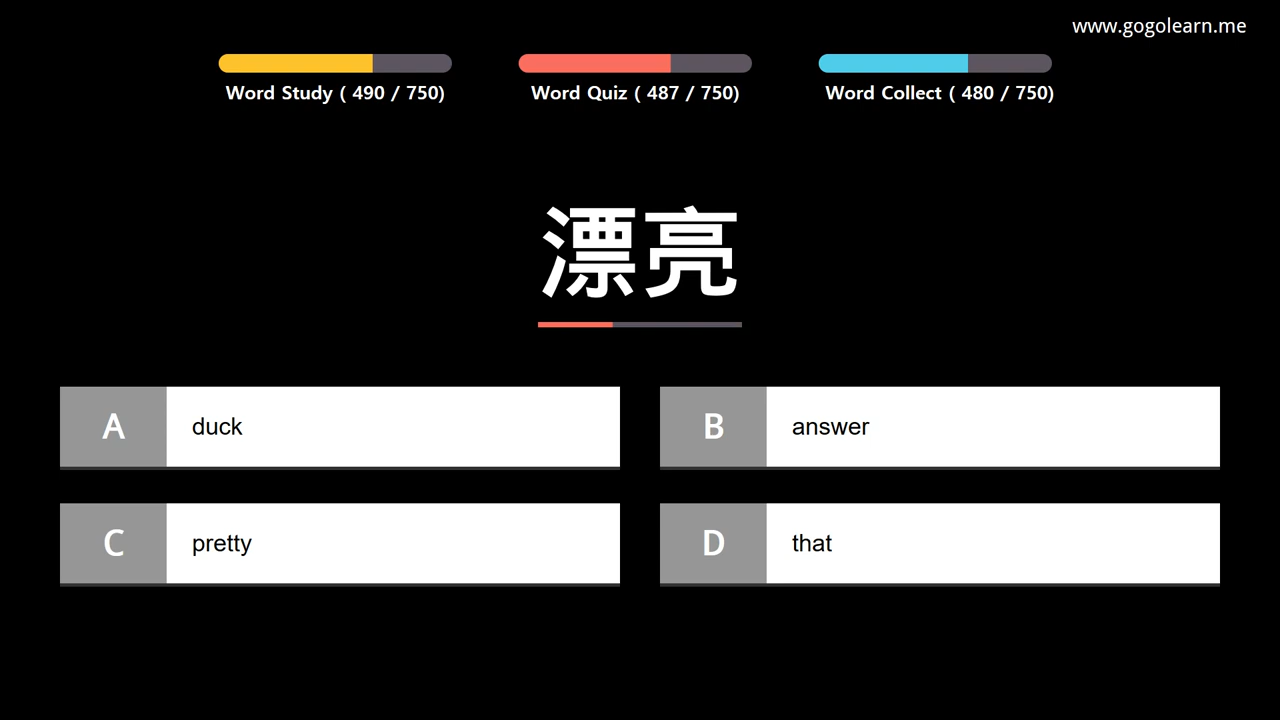 www.gogolearn.me
Word Study ( 490 / 750)
Word Quiz ( 487 / 750)
Word Collect ( 480 / 750)
漂亮
A duck
B answer
C pretty
D that